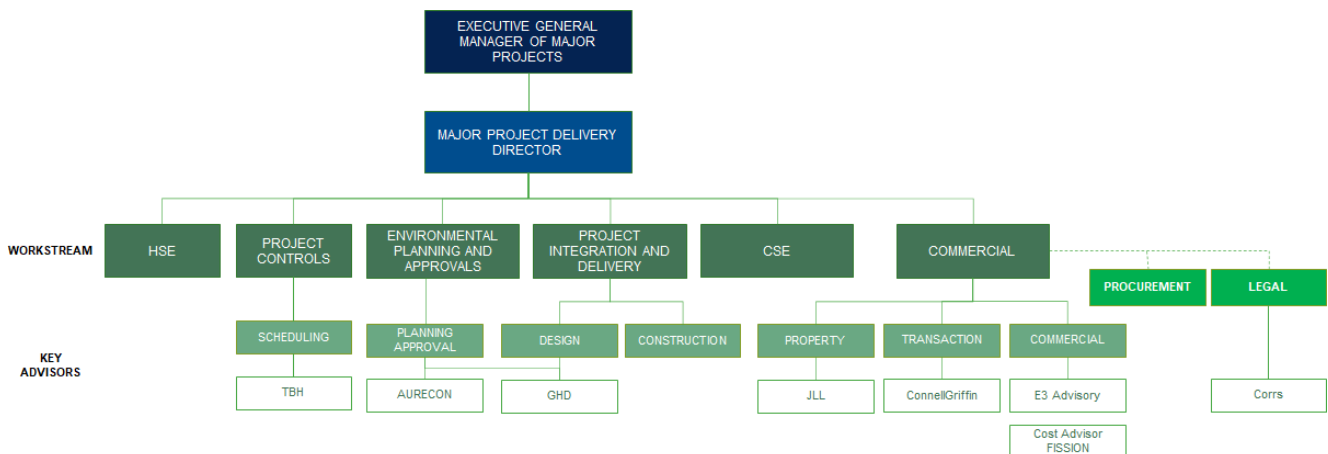 EXECUTIVE GENERAL
MANAGER OF MAJOR
PROJECTS
MAJOR PROJECT DELIVERY
DIRECTOR
WORKSTREAM
HSE
PROJECT
CONTROLS
ENVIRONMENTAL
PLANNING AND
APPROVALS
PROJECT
INTEGRATION AND
DELIVERY
CSE
COMMERCIAL
PROCUREMENT
LEGAL
KEY
ADVISORS
SCHEDULING
PLANNING
APPROVAL
DESIGN
CONSTRUCTION
PROPERTY
TRANSACTION
COMMERCIAL
TBH
AURECON
GHD
JLL
ConnellGriffin
E3 Advisory
Corrs
Cost Advisor
FISSION